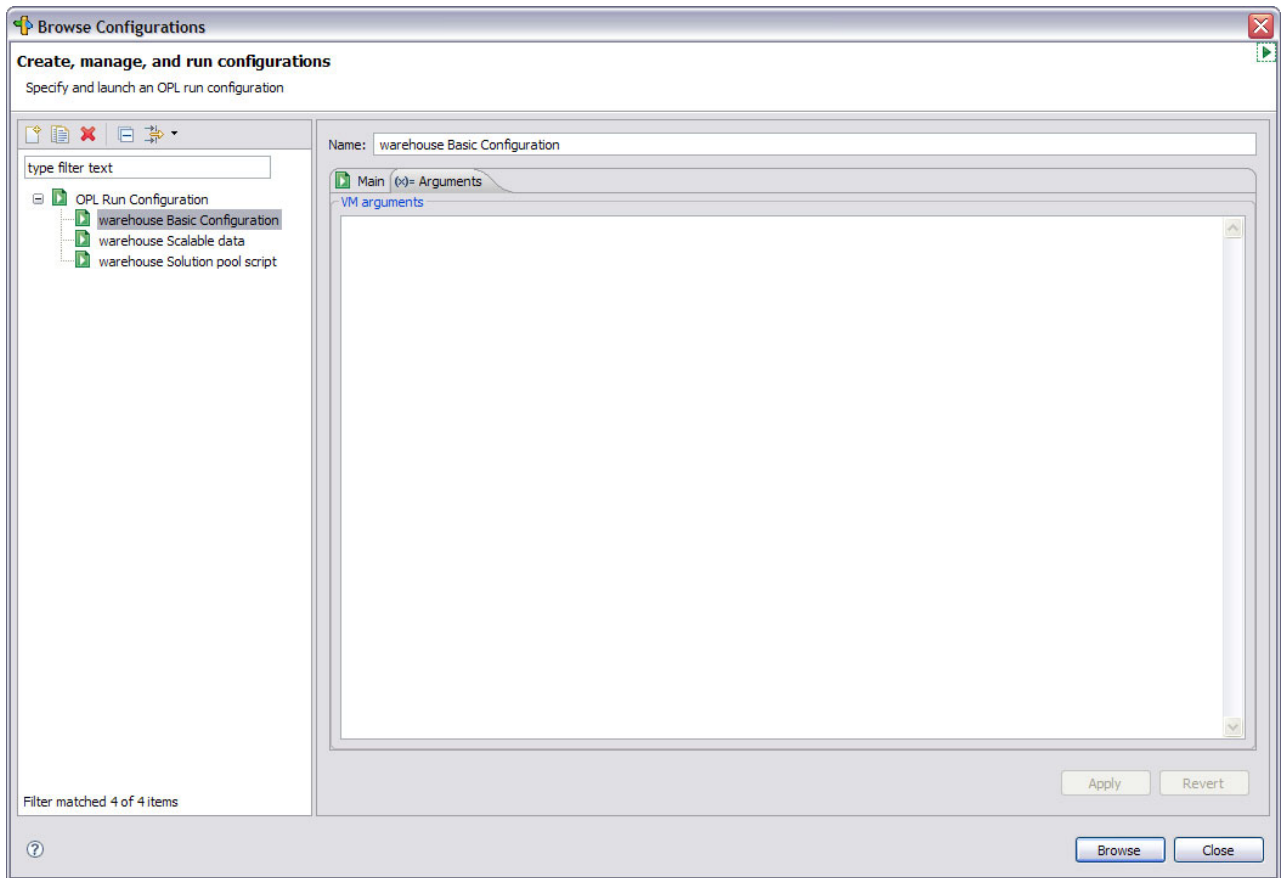 Browse Configurations
Create, manage, and run configurations
Specify and launch an OPL run configuration
type filter text
OPL Run Configuration
warehouse Basic Configuration
warehouse Scalable data
warehouse Solution pool script
Filter matched 4 of 4 items
Name: warehouse Basic Configuration
Main (x)= Arguments
VM arguments
Apply Revert
? Browse Close